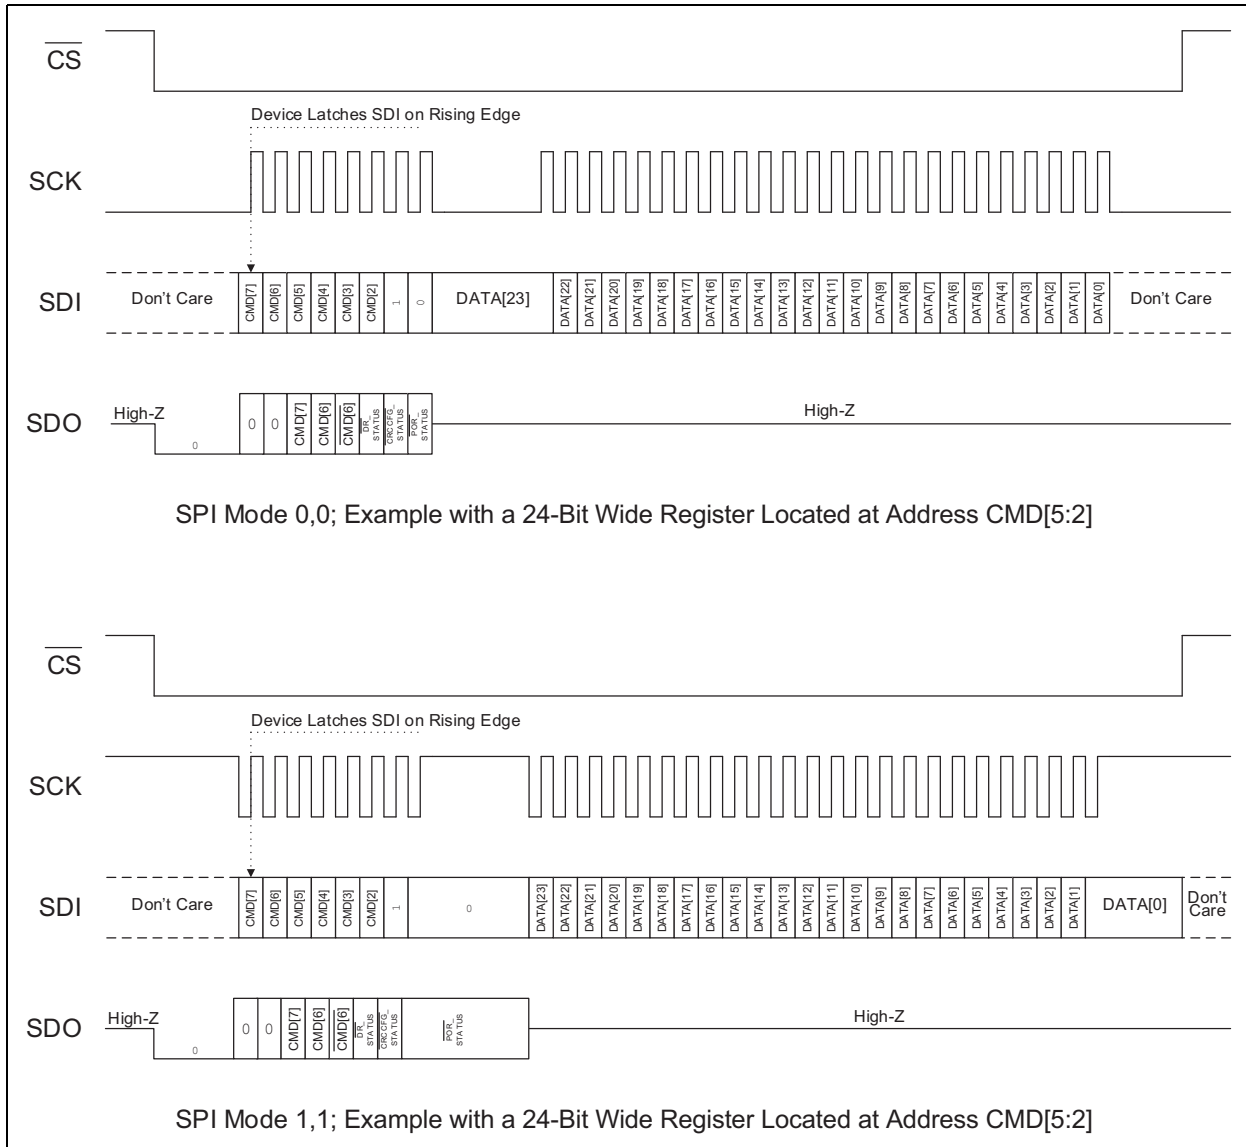 CS
Device Latches SDI on Rising Edge
SCK
SDI Don't Care CMD[7] CMD[6] CMD[5] CMD[4] CMD[3] CMD[2] 1 0 DATA[23] DATA[22] DATA[21] DATA[20] DATA[19] DATA[18] DATA[17] DATA[16] DATA[15] DATA[14] DATA[13] DATA[12] DATA[11] DATA[10] DATA[9] DATA[8] DATA[7] DATA[6] DATA[5] DATA[4] DATA[3] DATA[2] DATA[1] DATA[0] Don't Care
SDO High-Z 0 0 0 CMD[7] CMD[6] CMD[6] DR_STATUS CRCCFG_STATUS POR_STATUS High-Z
SPI Mode 0,0; Example with a 24-Bit Wide Register Located at Address CMD[5:2]
CS
Device Latches SDI on Rising Edge
SCK
SDI Don't Care CMD[7] CMD[6] CMD[5] CMD[4] CMD[3] CMD[2] 1 0 DATA[23] DATA[22] DATA[21] DATA[20] DATA[19] DATA[18] DATA[17] DATA[16] DATA[15] DATA[14] DATA[13] DATA[12] DATA[11] DATA[10] DATA[9] DATA[8] DATA[7] DATA[6] DATA[5] DATA[4] DATA[3] DATA[2] DATA[1] DATA[0] Don't Care
SDO High-Z 0 0 0 CMD[7] CMD[6] CMD[6] DR_STATUS CRCCFG_STATUS POR_STATUS High-Z
SPI Mode 1,1; Example with a 24-Bit Wide Register Located at Address CMD[5:2]